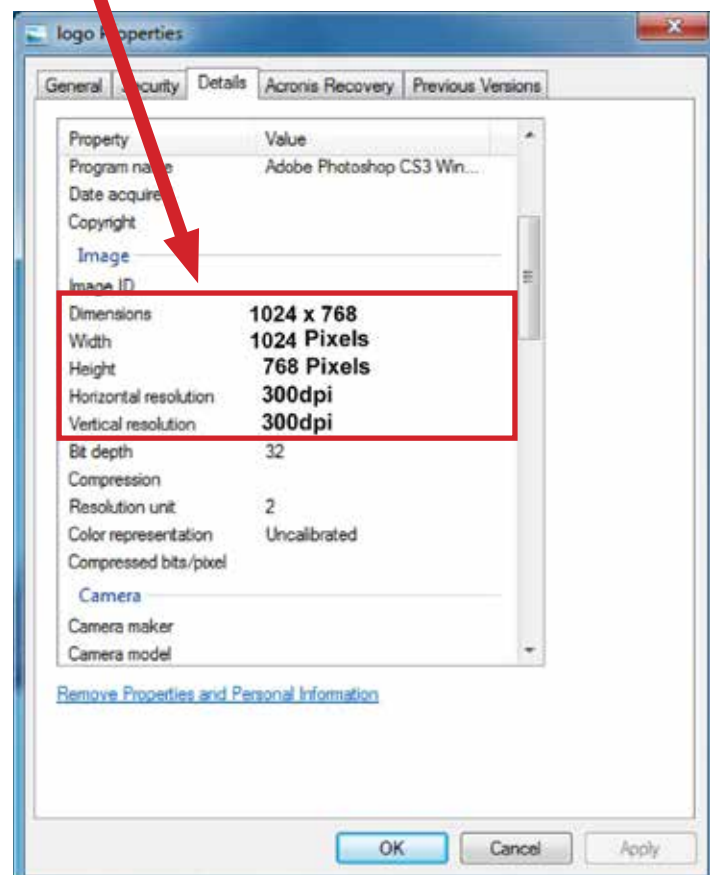 logo Properties
General Security Details Acronis Recovery Previous Versions
Property Value
Program name Adobe Photoshop CS3 Win...
Date acquired
Copyright
Image
Image ID
Dimensions 1024 x 768
Width 1024 Pixels
Height 768 Pixels
Horizontal resolution 300dpi
Vertical resolution 300dpi
Bit depth 32
Compression
Resolution unit 2
Color representation Uncalibrated
Compressed bits/pixel
Camera
Camera maker
Camera model
Remove Properties and Personal Information
OK Cancel Apply